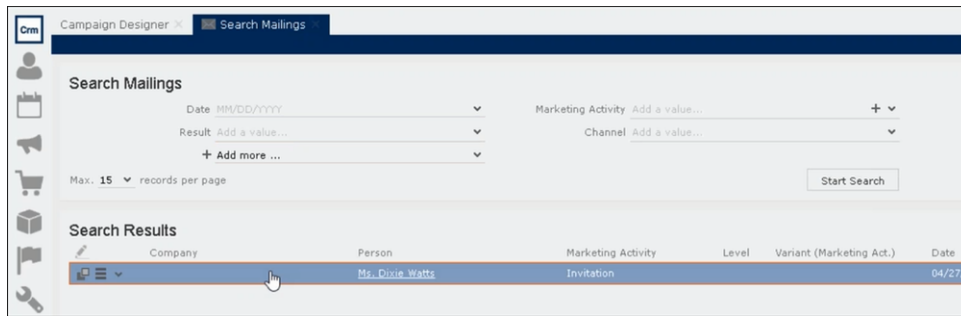 Crm
Campaign Designer Search Mailings
Search Mailings
Date MM/DD/YYYY Marketing Activity Add a value...
Result Add a value... Channel Add a value...
+ Add more ...
Max. 15 records per page Start Search
Search Results
Company Person Marketing Activity Level Variant (Marketing Act.) Date
Ms. Dixie Watts Invitation 04/27